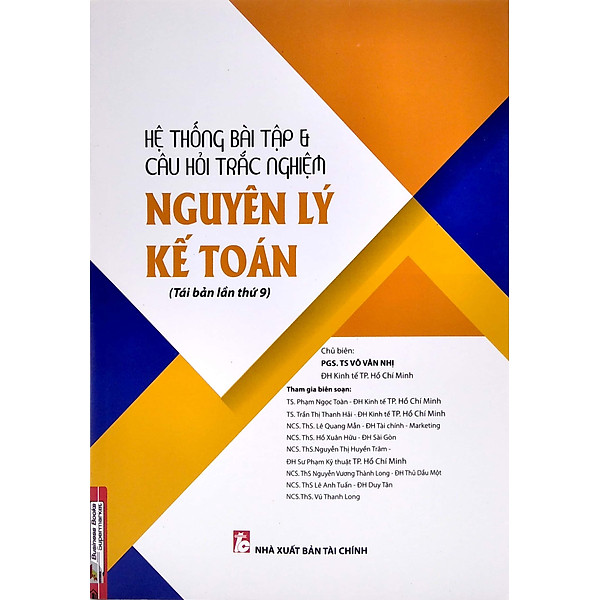 HỆ THỐNG BÀI TẬP &
CÂU HỎI TRẮC NGHIỆM
NGUYÊN LÝ
KẾ TOÁN
(Tái bản lần thứ 9)
Chủ biên:
PGS. TS VÕ VĂN NHỊ
ĐH Kinh tế TP. Hồ Chí Minh
Tham gia biên soạn:
TS. Phạm Ngọc Toàn - ĐH Kinh tế TP. Hồ Chí Minh
TS. Trần Thị Thanh Hải - ĐH Kinh tế TP. Hồ Chí Minh
NCS. ThS. Lê Quang Mẫn - ĐH Tài chính - Marketing
NCS. ThS. Hồ Xuân Hữu - ĐH Sài Gòn
NCS. ThS.Nguyễn Thị Huyền Trâm -
ĐH Sư Phạm Kỹ thuật TP. Hồ Chí Minh
NCS. ThS Nguyễn Vương Thành Long - ĐH Thủ Dầu Một
NCS. ThS Lê Anh Tuấn - ĐH Duy Tân
NCS.ThS. Vũ Thanh Long
Business Books
Supermarket
TC
NHÀ XUẤT BẢN TÀI CHÍNH